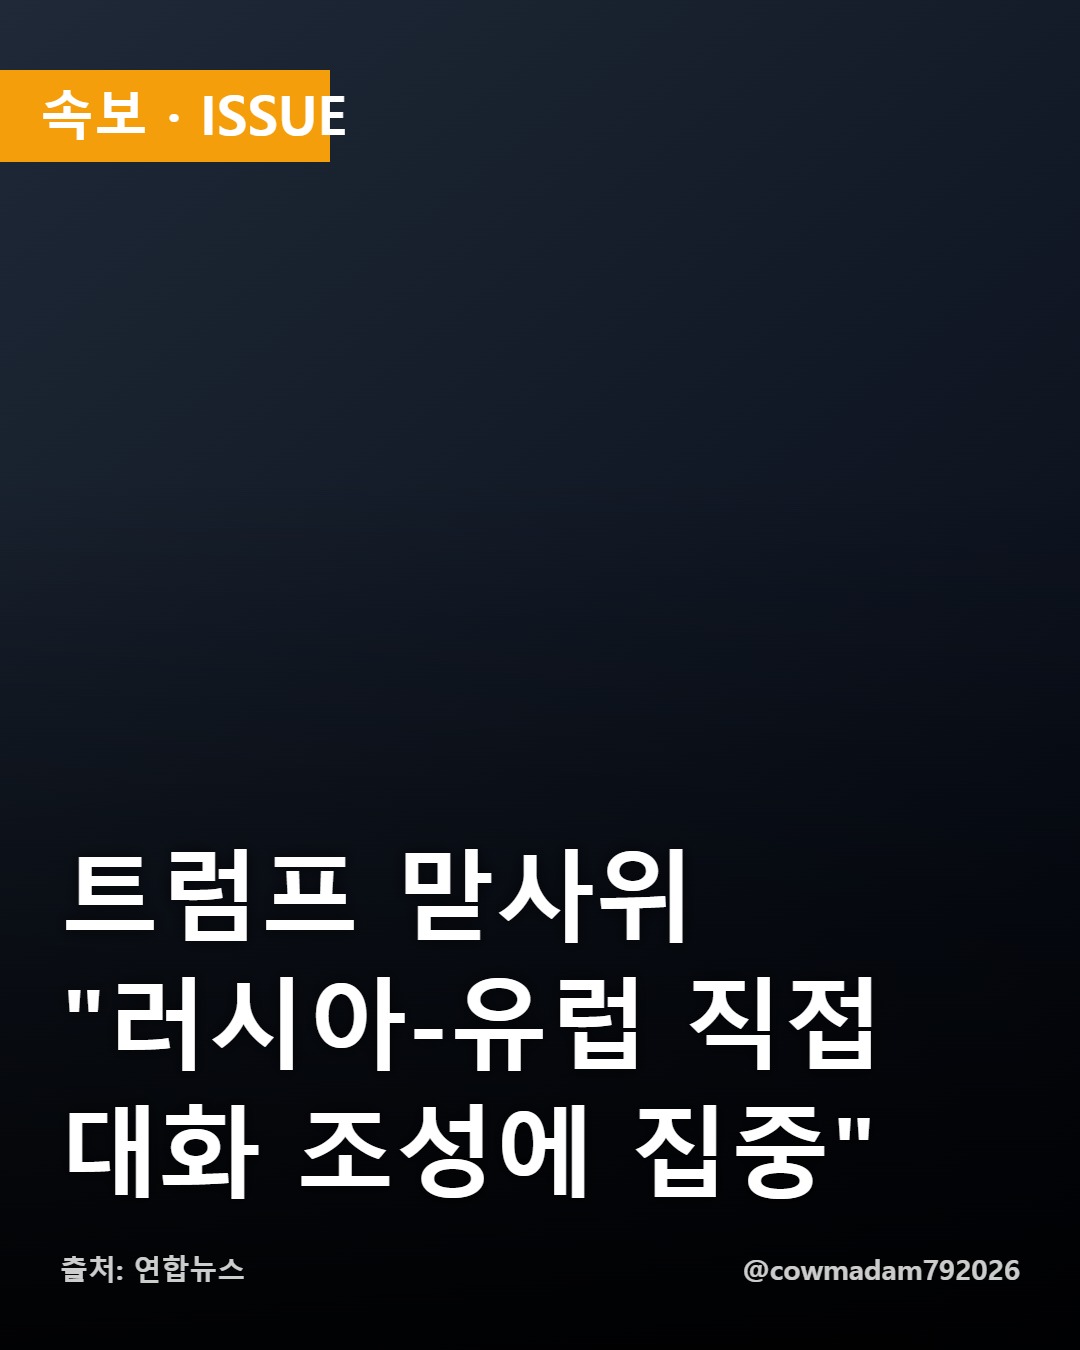 속보 · ISSUE
트럼프 맏사위
"러시아-유럽 직접
대화 조성에 집중"
출처: 연합뉴스
@cowmadam792026